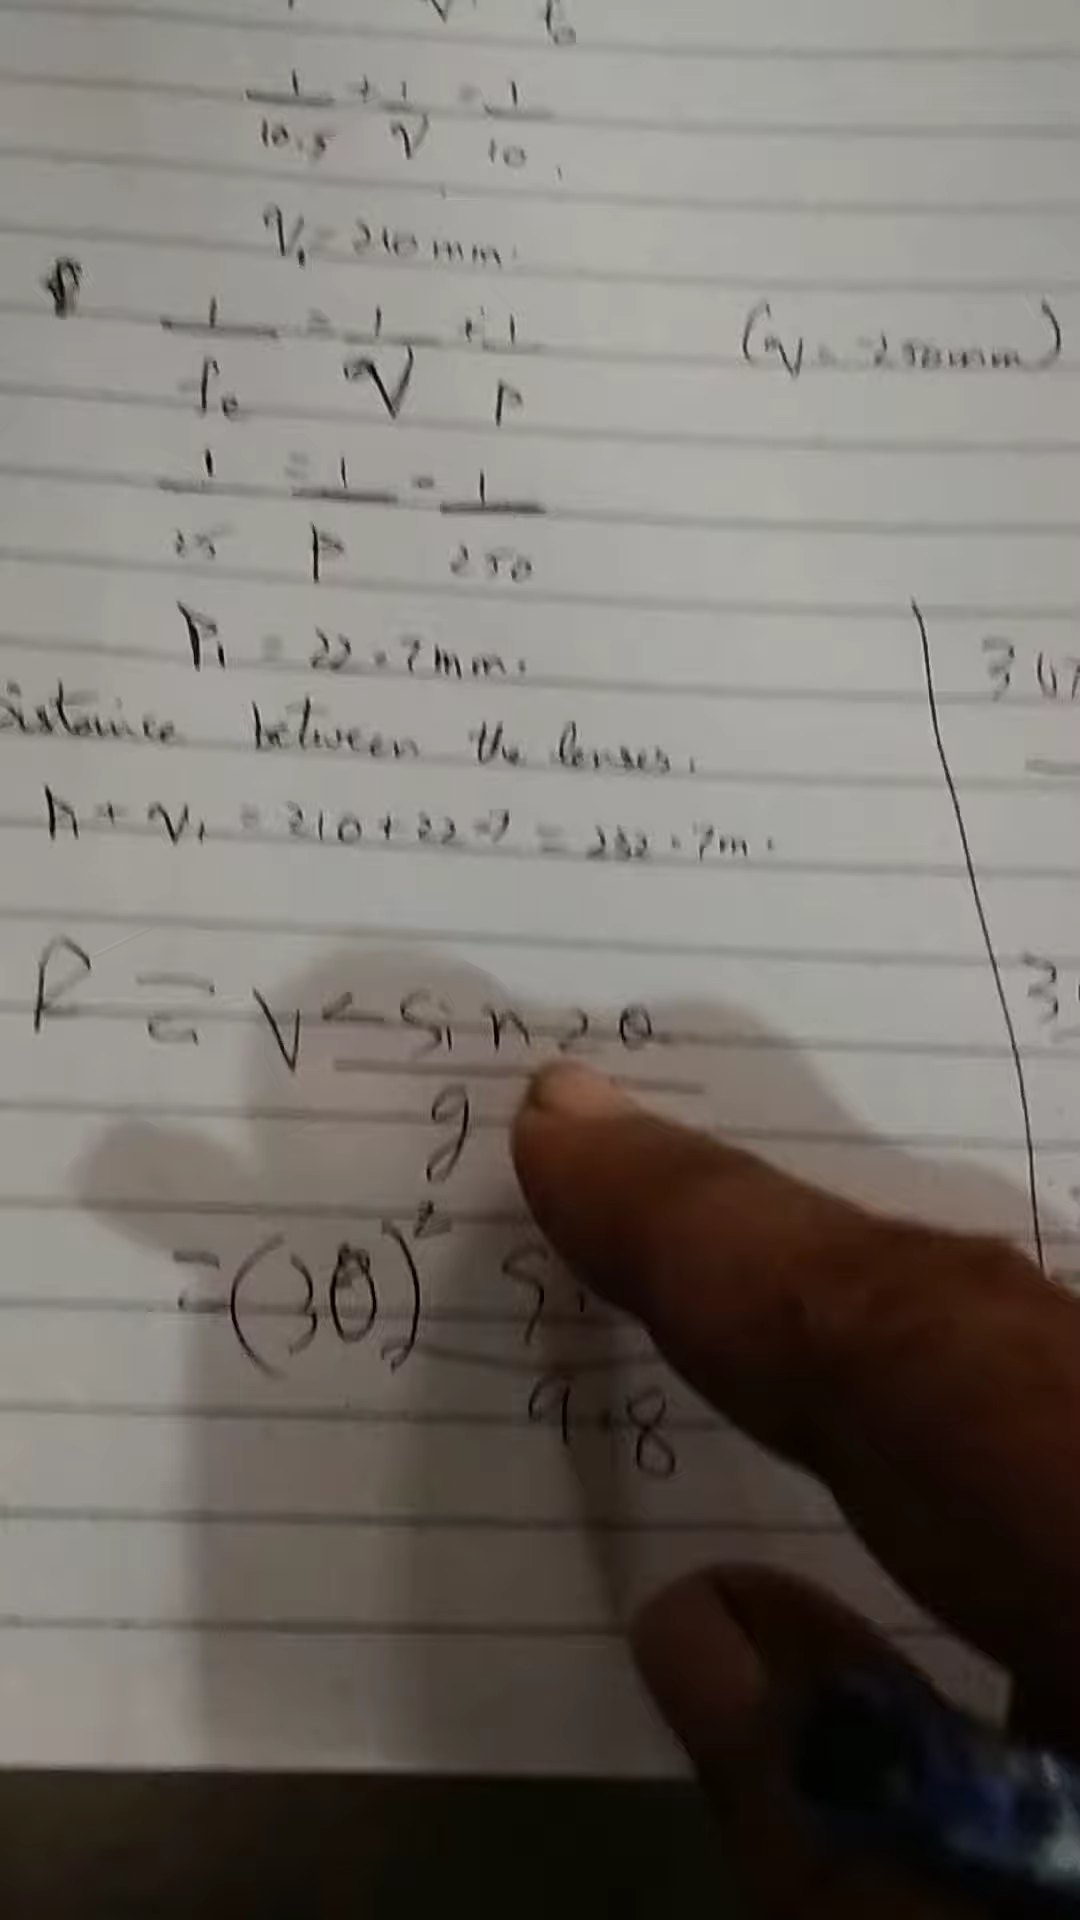 1/10.5 + 1/V = 1/10
V₁ = 210 mm.
1/fe = 1/V + 1/P (V = 250mm)
1/25 = 1/P - 1/250
P₁ = 22.7mm.
Distance between the lenses.
P₁ + V₁ = 210 + 22.7 = 232.7m.
R = V² Sin2θ
g
= (30)² Si
9.8